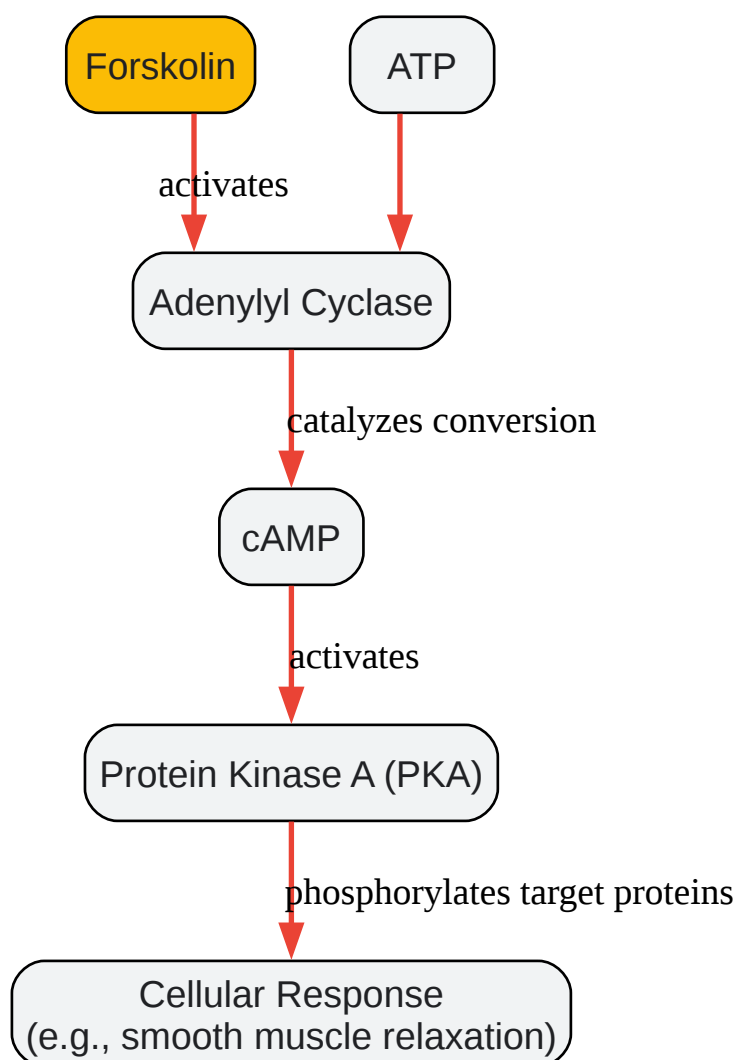 Forskolin
ATP
activates
Adenylyl Cyclase
catalyzes conversion
cAMP
activates
Protein Kinase A (PKA)
phosphorylates target proteins
Cellular Response
(e.g., smooth muscle relaxation)